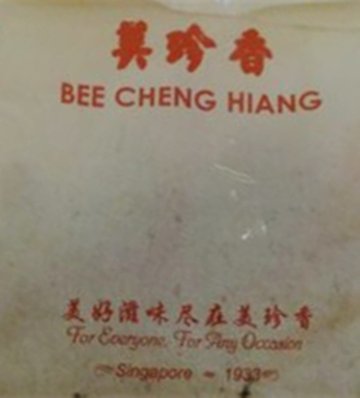 美珍香
BEE CHENG HIANG
美好滋味尽在美珍香
For Everyone, For Any Occasion
Singapore ~ 1933